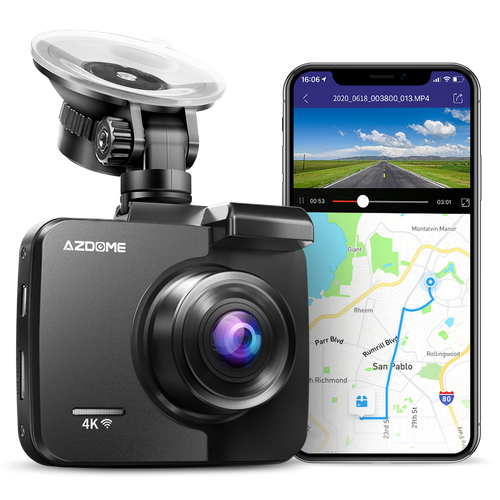 AZDOME
4K
16:06
2020_0618_003800_013.MP4
00:53
03:01
Montalvin Manor
Giant
Rheem
Parr Blvd
Rumrill Blvd
Rollingwood
San Pablo
h Richmond
80
23rd S
29th St